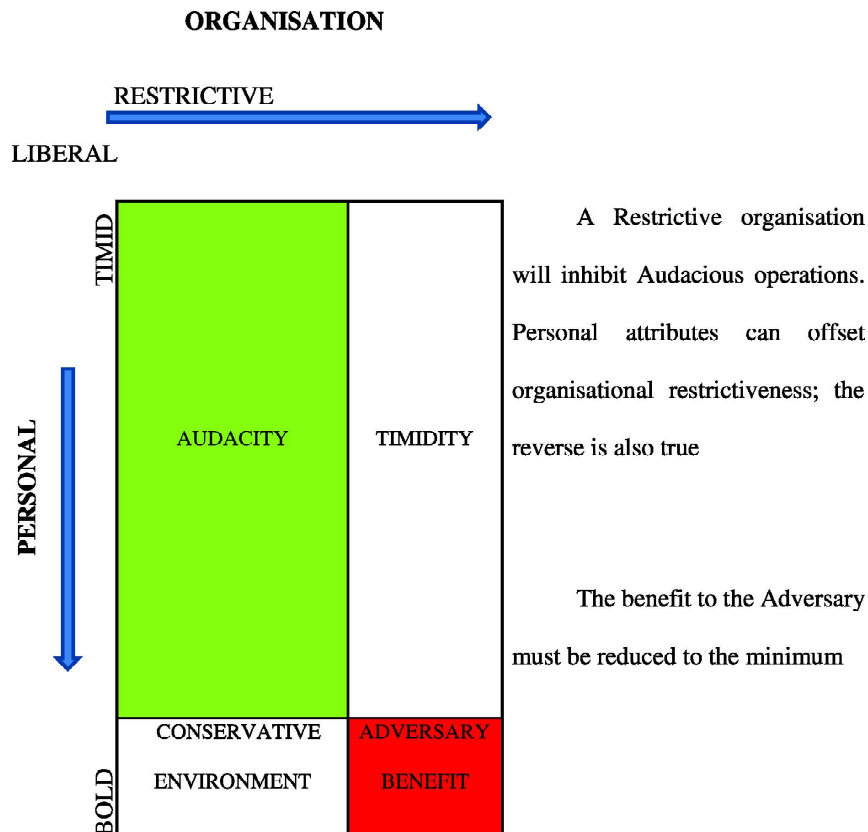 ORGANISATION
RESTRICTIVE
LIBERAL
TIMID
PERSONAL
BOLD
AUDACITY
TIMIDITY
CONSERVATIVE
ENVIRONMENT
ADVERSARY
BENEFIT
A Restrictive organisation
will inhibit Audacious operations.
Personal attributes can offset
organisational restrictiveness; the
reverse is also true
The benefit to the Adversary
must be reduced to the minimum